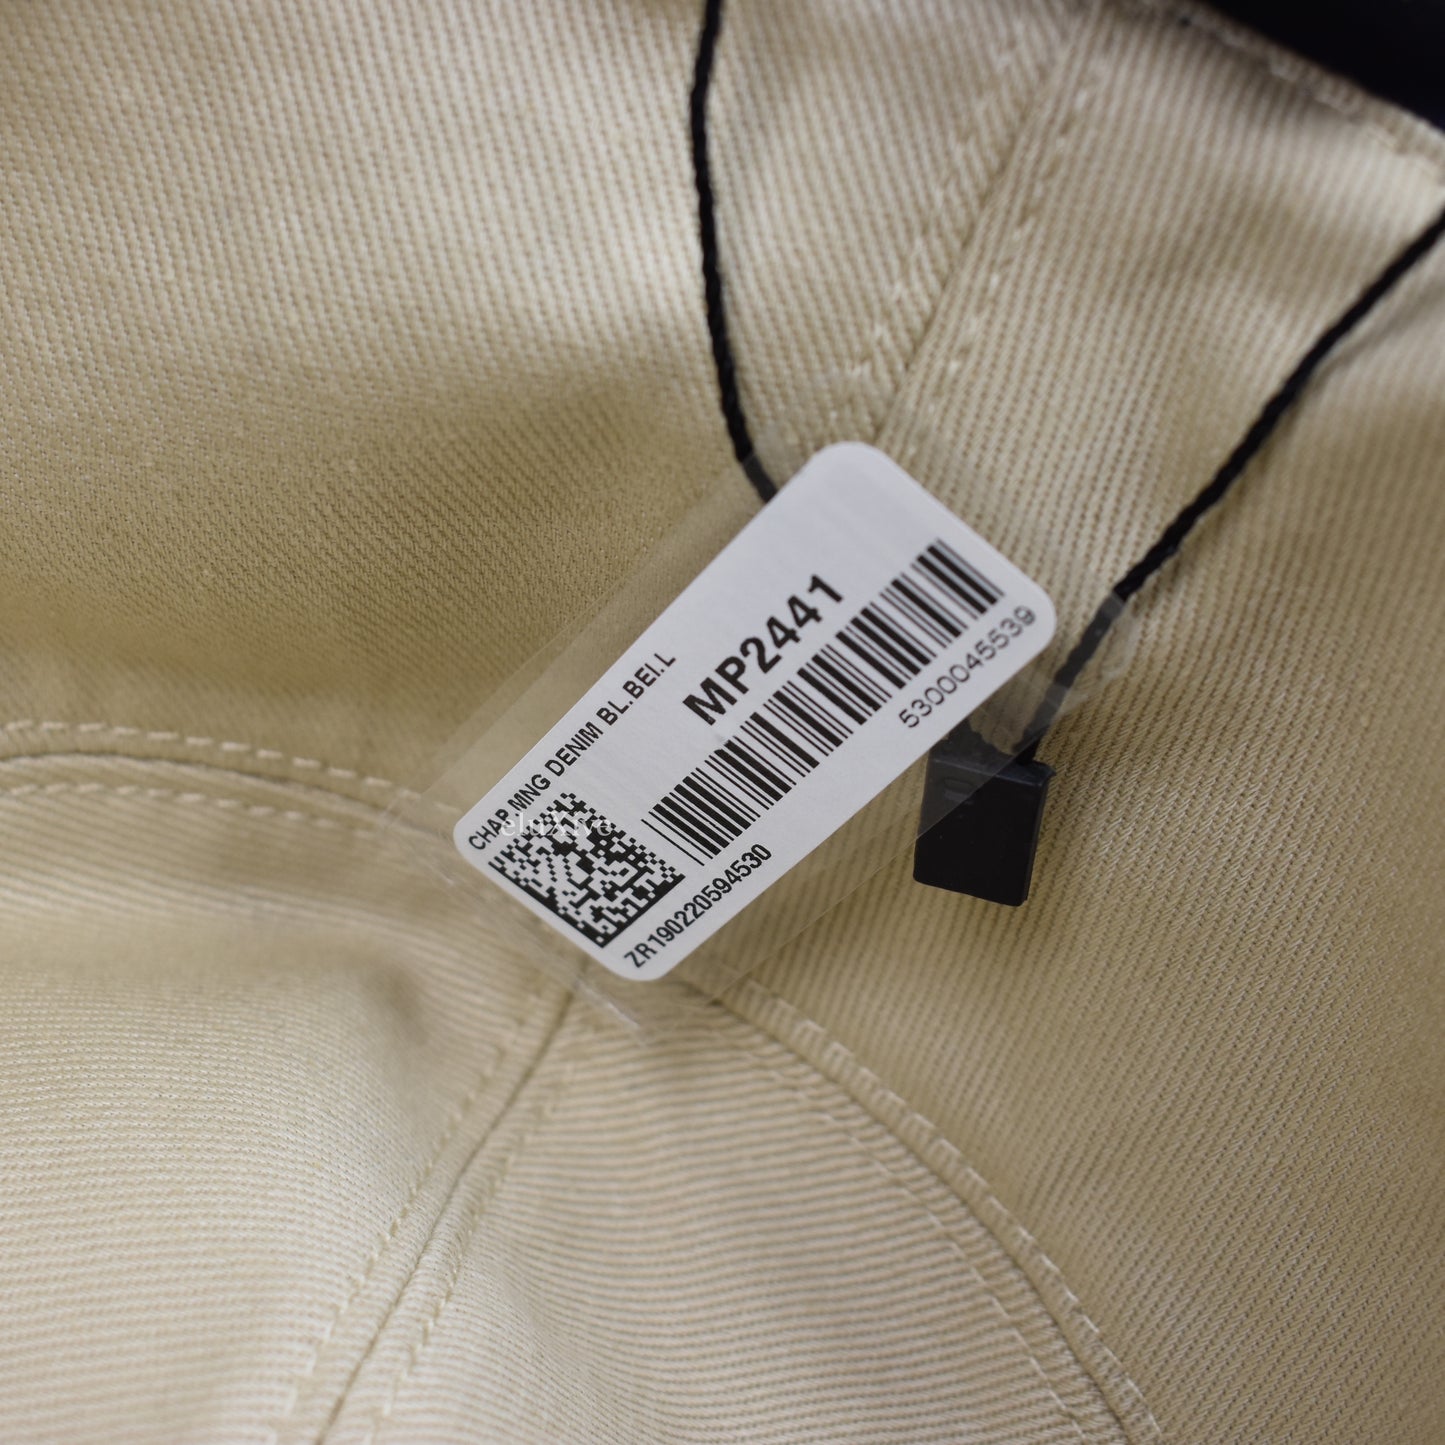 CHAP.MNG DENIM BL.BEI.L
MP2441
5300045539
ZR190220594530